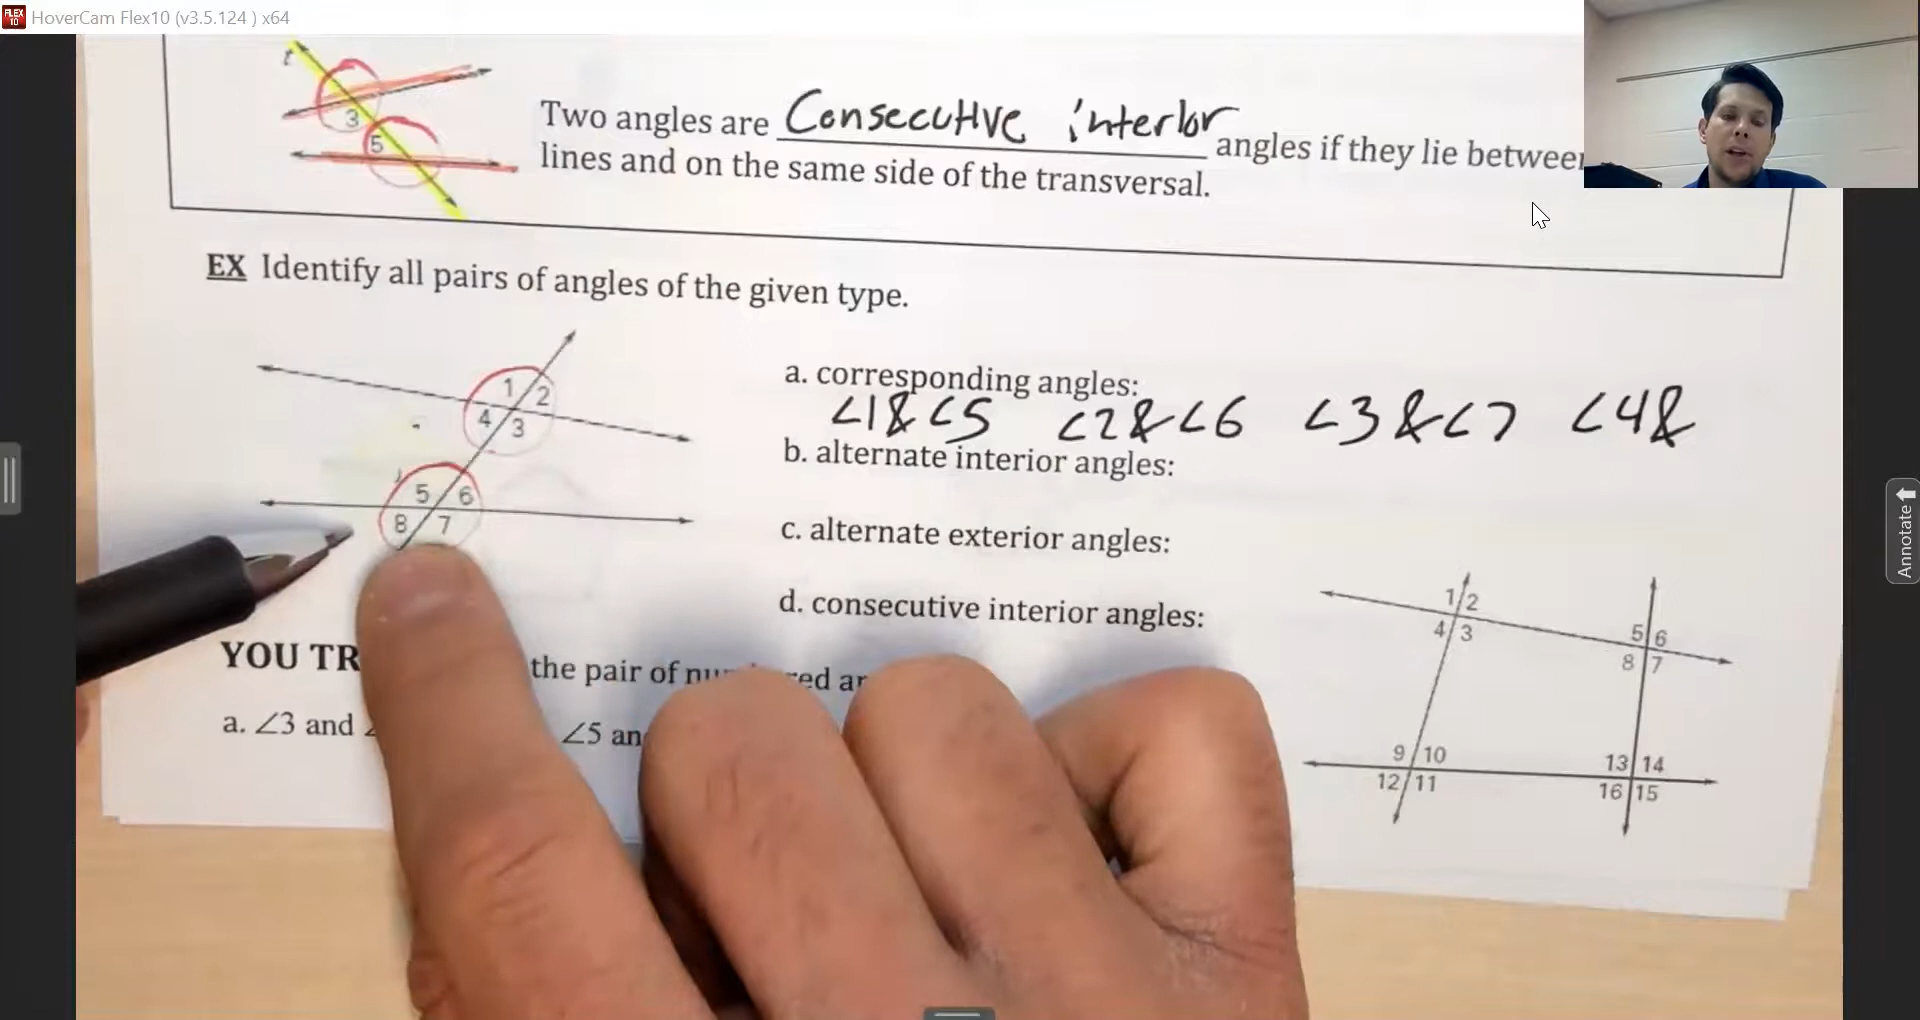 HoverCam Flex10 (v3.5.124 ) x64
FLEX 10
t
3
5
Two angles are Consecutive interior angles if they lie between
lines and on the same side of the transversal.
EX Identify all pairs of angles of the given type.
1 2
4 3
5 6
8 7
a. corresponding angles:
∠1&∠5 ∠2&∠6 ∠3&∠7 ∠4&
b. alternate interior angles:
c. alternate exterior angles:
d. consecutive interior angles:
1 2
4 3
5 6
8 7
9 10
12 11
13 14
16 15
YOU TR the pair of
a. ∠3 and ∠5 an
Annotate